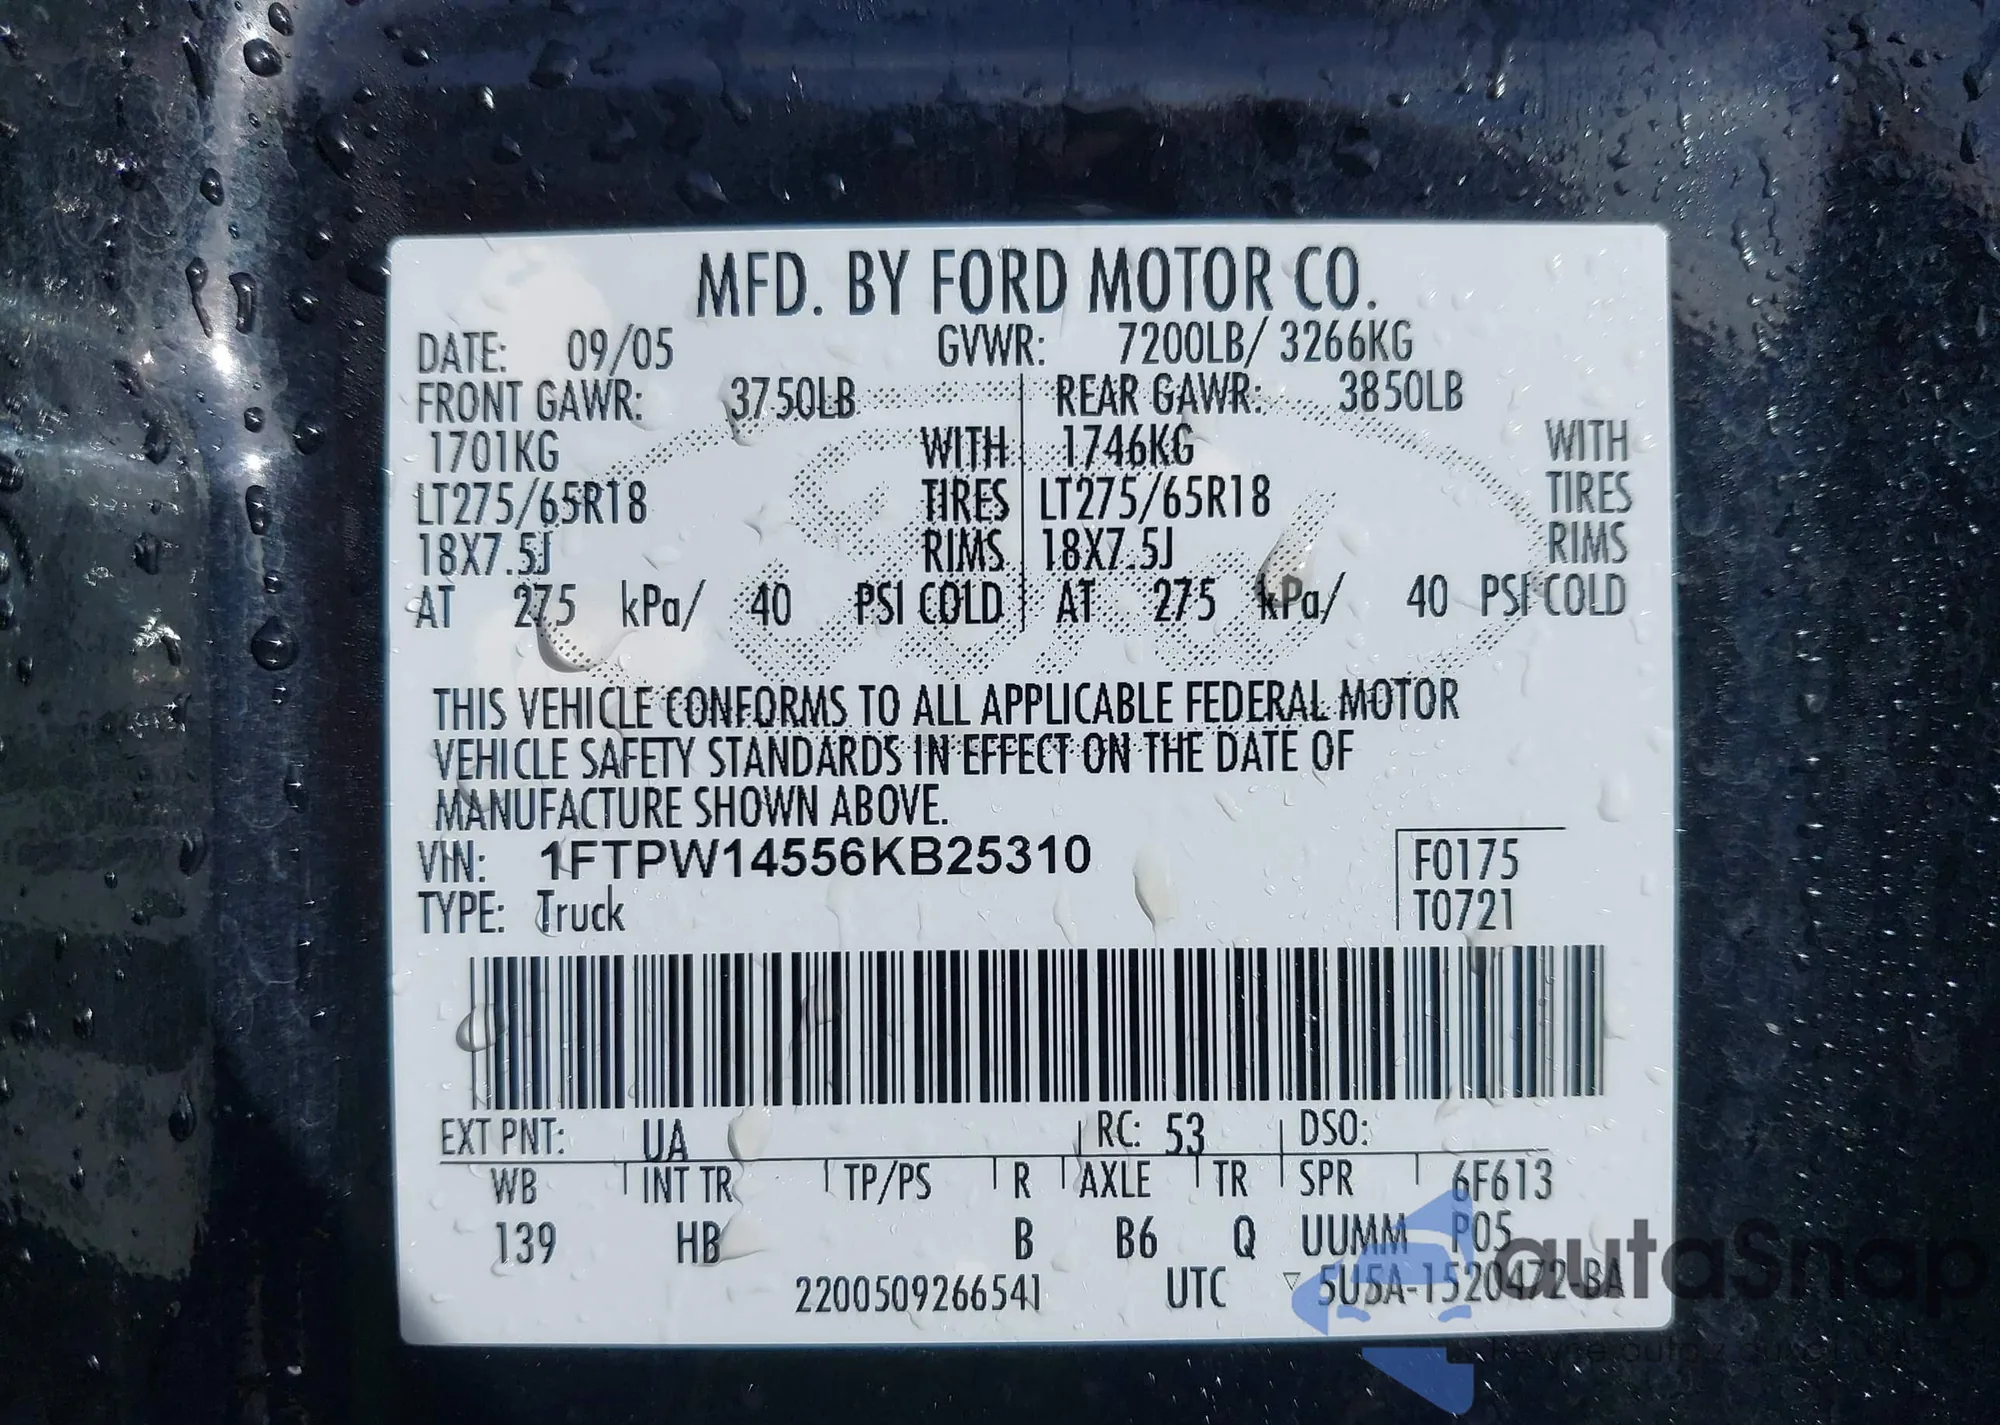 MFD. BY FORD MOTOR CO.
DATE: 09/05 GVWR: 7200LB/ 3266KG
FRONT GAWR: 3750LB REAR GAWR: 3850LB
1701KG WITH 1746KG WITH
LT275/65R18 TIRES LT275/65R18 TIRES
18X7.5J RIMS 18X7.5J RIMS
AT 275 kPa/ 40 PSI COLD AT 275 kPa/ 40 PSI COLD
THIS VEHICLE CONFORMS TO ALL APPLICABLE FEDERAL MOTOR
VEHICLE SAFETY STANDARDS IN EFFECT ON THE DATE OF
MANUFACTURE SHOWN ABOVE.
VIN: 1FTPW14556KB25310 F0175
TYPE: Truck T0721
EXT PNT: UA RC: 53 DSO:
WB INT TR TP/PS R AXLE TR SPR 6F613
139 HB B B6 Q UUMM P05
2200509266541 UTC ▽ 5U5A-1520472-BA
autaSnap